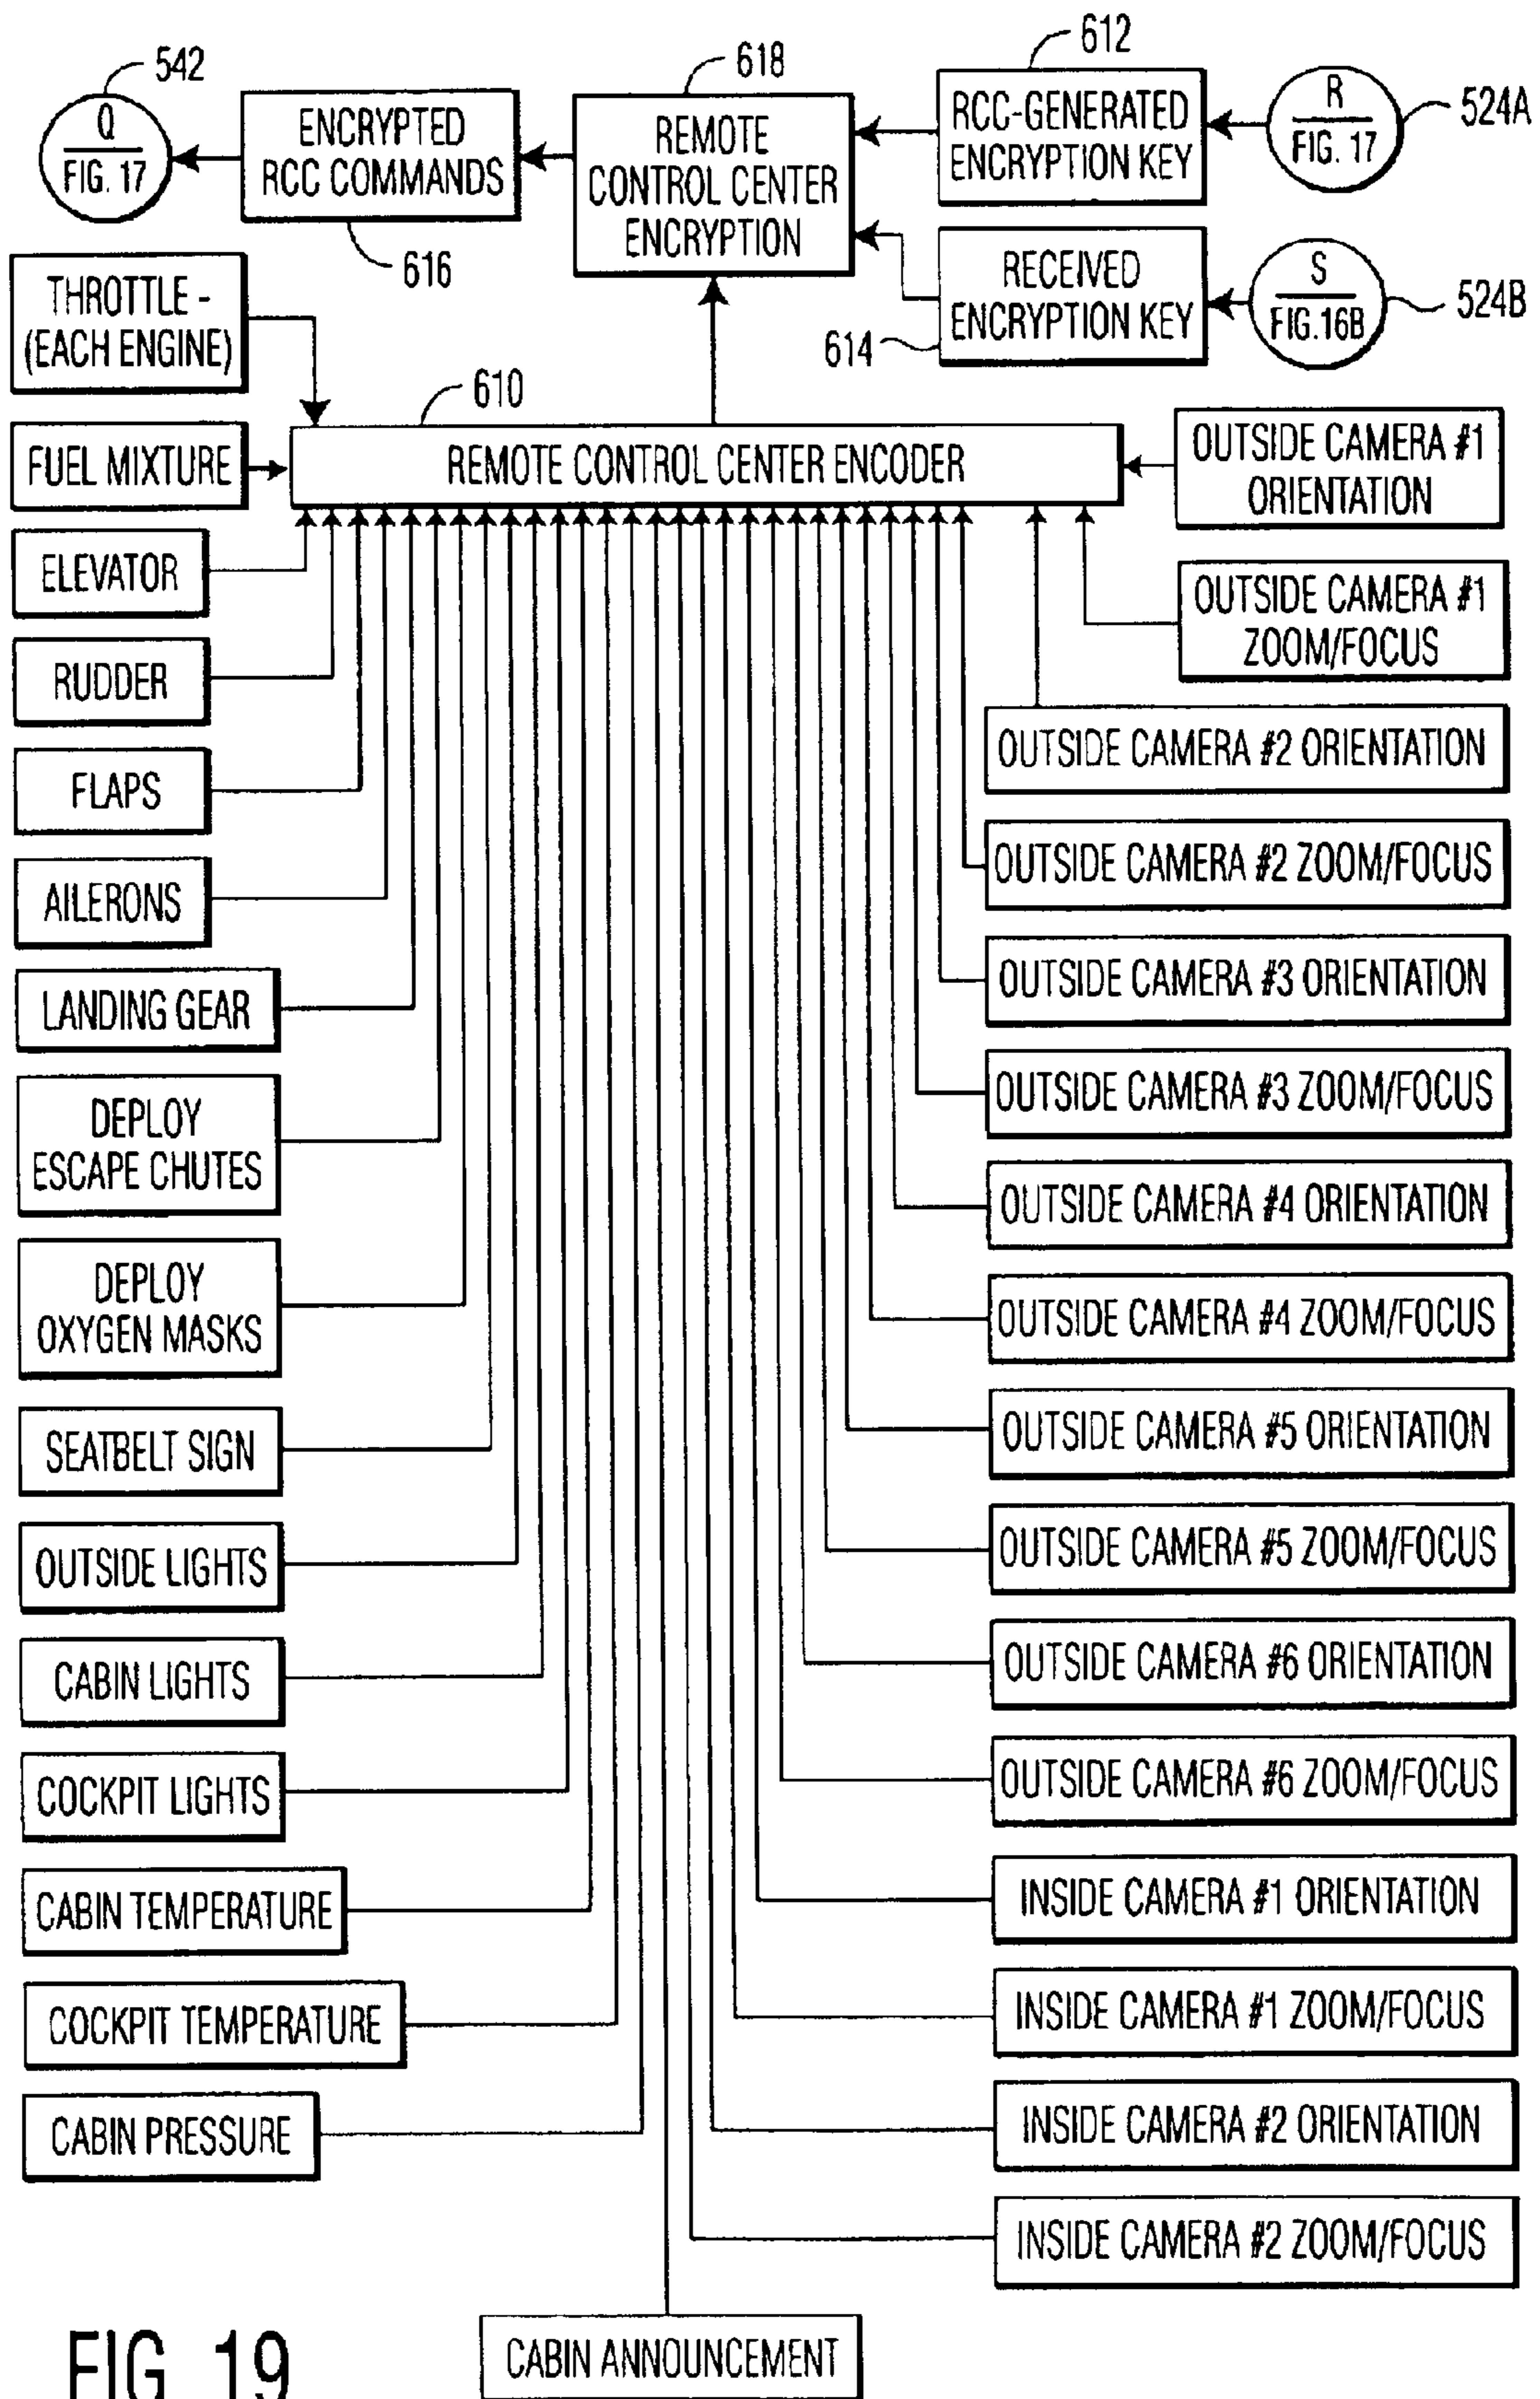 542
Q
FIG. 17
ENCRYPTED
RCC COMMANDS
616
618
REMOTE
CONTROL CENTER
ENCRYPTION
612
RCC-GENERATED
ENCRYPTION KEY
R
FIG. 17
524A
RECEIVED
ENCRYPTION KEY
614
S
FIG.16B
524B
THROTTLE -
(EACH ENGINE)
610
REMOTE CONTROL CENTER ENCODER
FUEL MIXTURE
ELEVATOR
RUDDER
FLAPS
AILERONS
LANDING GEAR
DEPLOY
ESCAPE CHUTES
DEPLOY
OXYGEN MASKS
SEATBELT SIGN
OUTSIDE LIGHTS
CABIN LIGHTS
COCKPIT LIGHTS
CABIN TEMPERATURE
COCKPIT TEMPERATURE
CABIN PRESSURE
OUTSIDE CAMERA #1
ORIENTATION
OUTSIDE CAMERA #1
ZOOM/FOCUS
OUTSIDE CAMERA #2 ORIENTATION
OUTSIDE CAMERA #2 ZOOM/FOCUS
OUTSIDE CAMERA #3 ORIENTATION
OUTSIDE CAMERA #3 ZOOM/FOCUS
OUTSIDE CAMERA #4 ORIENTATION
OUTSIDE CAMERA #4 ZOOM/FOCUS
OUTSIDE CAMERA #5 ORIENTATION
OUTSIDE CAMERA #5 ZOOM/FOCUS
OUTSIDE CAMERA #6 ORIENTATION
OUTSIDE CAMERA #6 ZOOM/FOCUS
INSIDE CAMERA #1 ORIENTATION
INSIDE CAMERA #1 ZOOM/FOCUS
INSIDE CAMERA #2 ORIENTATION
INSIDE CAMERA #2 ZOOM/FOCUS
CABIN ANNOUNCEMENT
FIG. 19